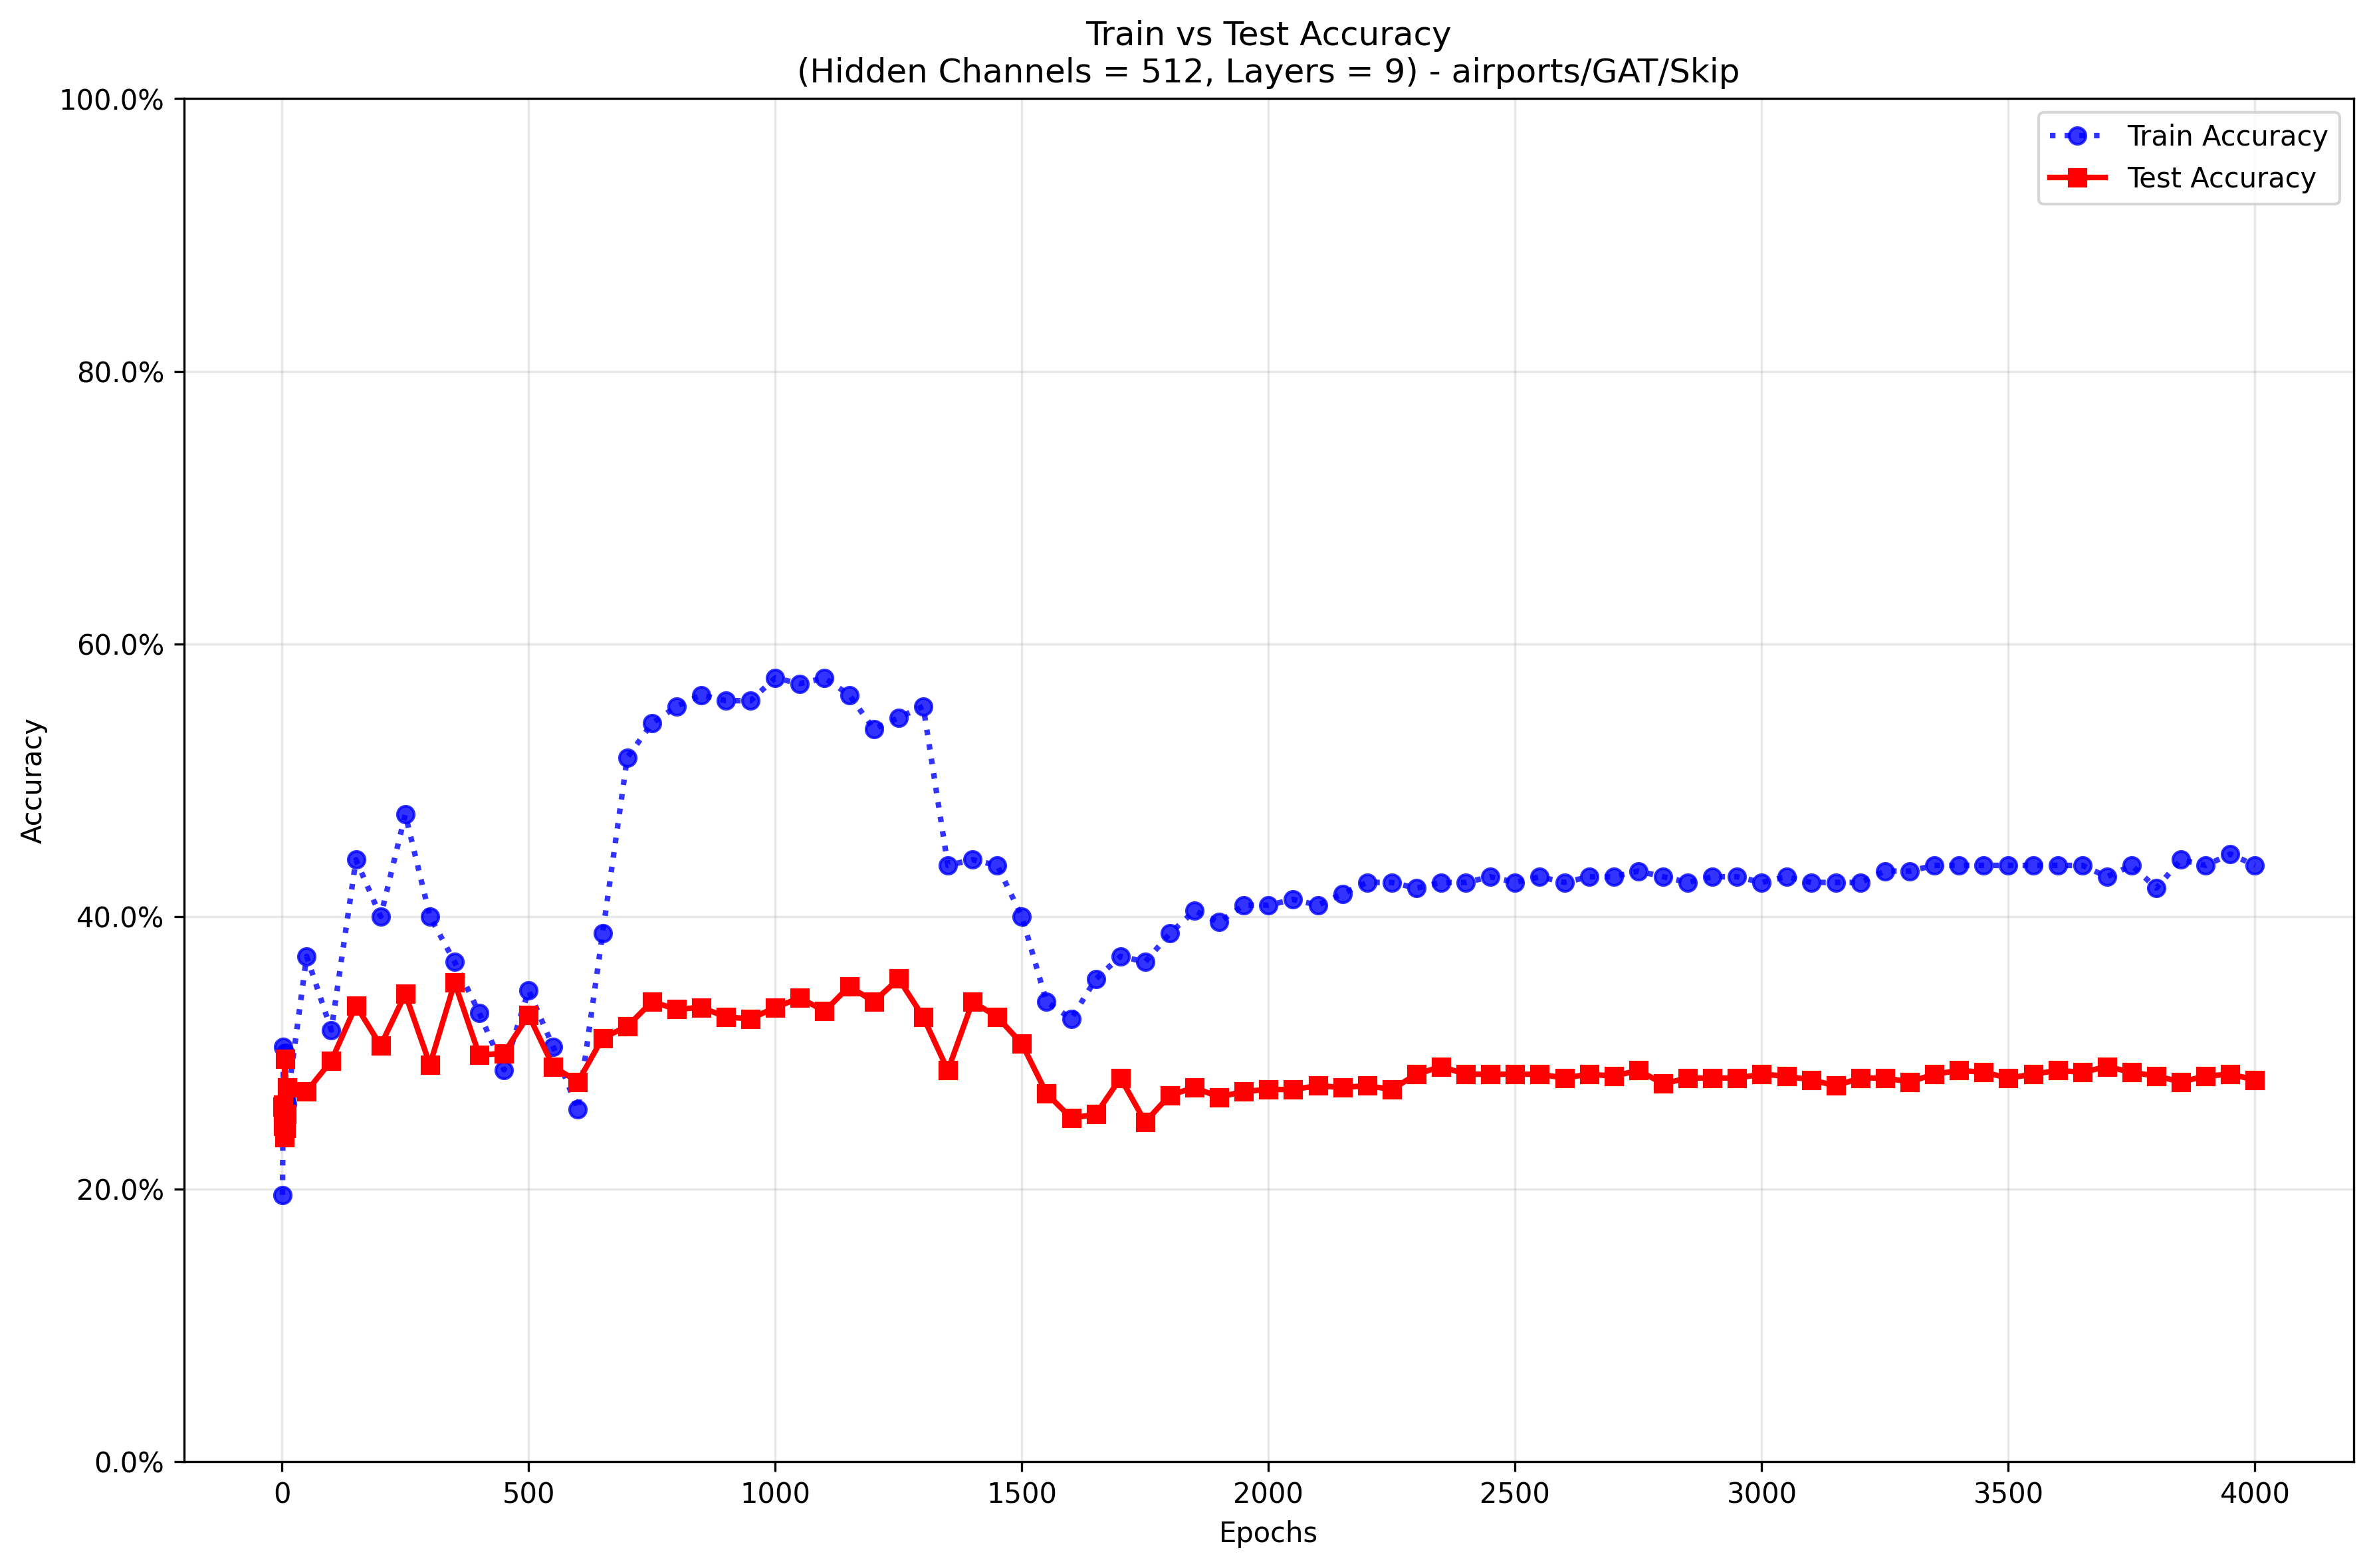 Train vs Test Accuracy
(Hidden Channels = 512, Layers = 9) - airports/GAT/Skip
100.0%
80.0%
60.0%
40.0%
20.0%
0.0%
Accuracy
Train Accuracy
Test Accuracy
0 500 1000 1500 2000 2500 3000 3500 4000
Epochs